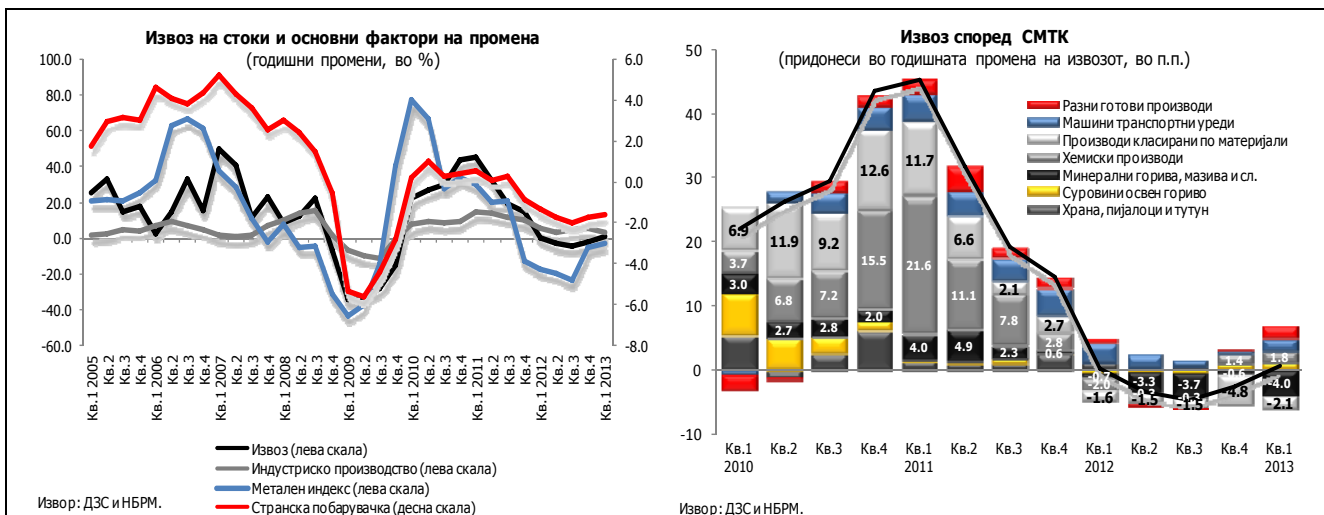 Извоз на стоки и основни фактори на промена
(годишни промени, во %)
100.0
80.0
60.0
40.0
20.0
0.0
-20.0
-40.0
-60.0
6.0
4.0
2.0
0.0
-2.0
-4.0
-6.0
-8.0
Кв.1 2005
Кв.2
Кв.3
Кв.4
Кв.1 2006
Кв.2
Кв.3
Кв.4
Кв.1 2007
Кв.2
Кв.3
Кв.4
Кв.1 2008
Кв.2
Кв.3
Кв.4
Кв.1 2009
Кв.2
Кв.3
Кв.4
Кв.1 2010
Кв.2
Кв.3
Кв.4
Кв.1 2011
Кв.2
Кв.3
Кв.4
Кв.1 2012
Кв.2
Кв.3
Кв.4
Кв.1 2013
Извоз (лева скала)
Индустриско производство (лева скала)
Метален индекс (лева скала)
Странска побарувачка (десна скала)
Извор: ДЗС и НБРМ.
Извоз според СМТК
(придонеси во годишната промена на извозот, во п.п.)
50
40
30
20
10
0
-10
Разни готови производи
Машини транспортни уреди
Производи класирани по материјали
Хемиски производи
Минерални горива, мазива и сл.
Суровини освен гориво
Храна, пијалоци и тутун
6.9
3.7
3.0
11.9
6.8
2.7
9.2
7.2
2.8
12.6
15.5
2.0
11.7
21.6
4.0
6.6
11.1
4.9
2.1
7.8
2.3
2.7
2.8
0.6
-0.7
-2.0
-1.6
-3.3
-0.3
-1.5
-3.7
-0.3
-1.5
1.4
-0.6
-4.8
1.8
-4.0
-2.1
Кв.1
2010
Кв.2
Кв.3
Кв.4
Кв.1
2011
Кв.2
Кв.3
Кв.4
Кв.1
2012
Кв.2
Кв.3
Кв.4
Кв.1
2013
Извор: ДЗС и НБРМ.